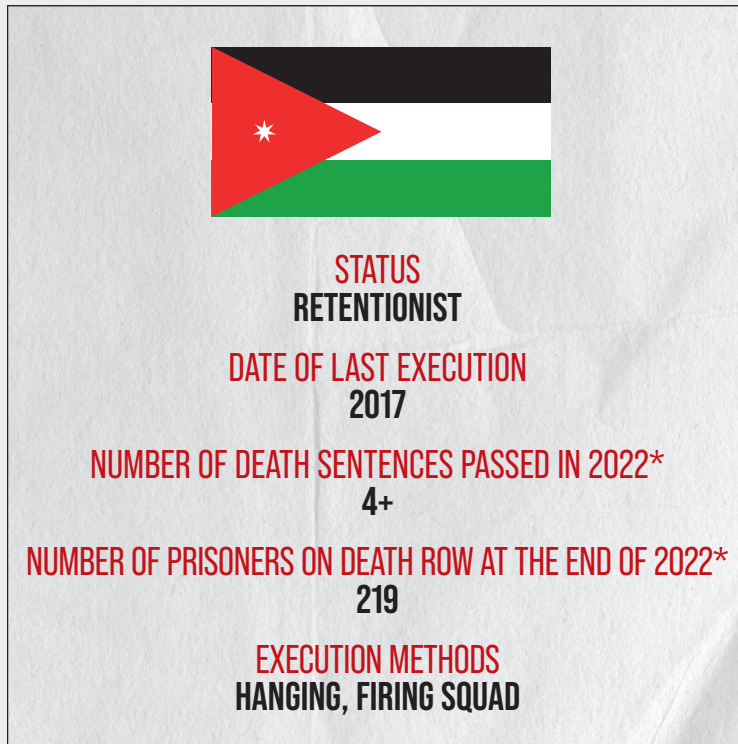 STATUS
RETENTIONIST
DATE OF LAST EXECUTION
2017
NUMBER OF DEATH SENTENCES PASSED IN 2022*
4+
NUMBER OF PRISONERS ON DEATH ROW AT THE END OF 2022*
219
EXECUTION METHODS
HANGING, FIRING SQUAD